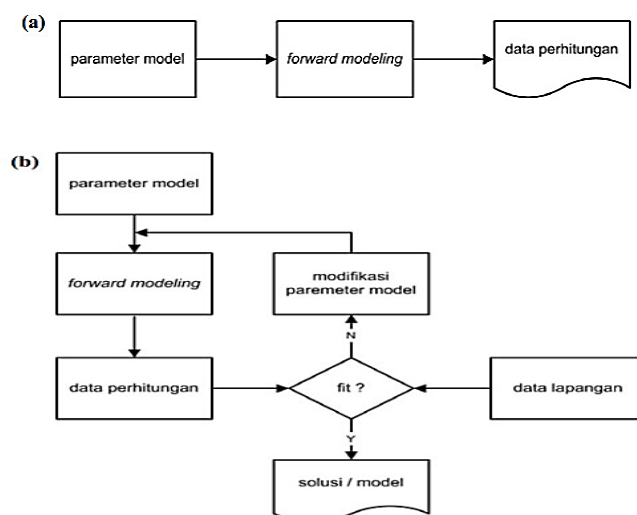 (a)
parameter model
forward modeling
data perhitungan
(b)
parameter model
forward modeling
modifikasi
paremeter model
N
data perhitungan
fit ?
data lapangan
Y
solusi / model